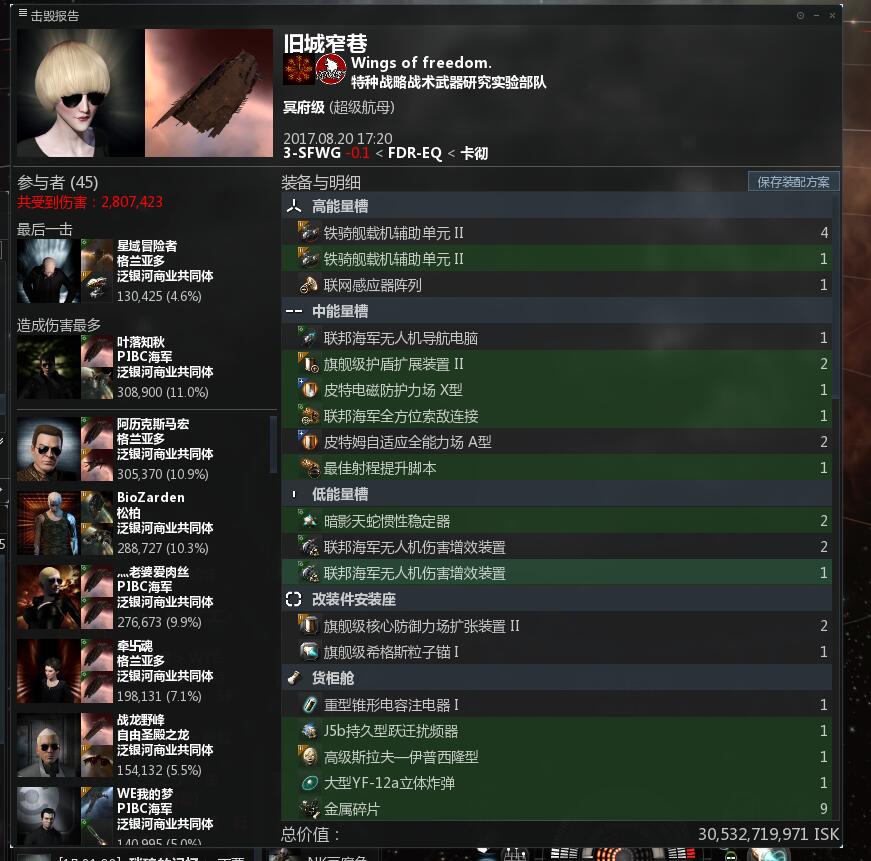 击毁报告
旧城窄巷
Wings of freedom.
特种战略战术武器研究实验部队
冥府级 (超级航母)
2017.08.20 17:20
3-SFWG -0.1 < FDR-EQ < 卡彻
参与者 (45)
共受到伤害：2,807,423
最后一击
星域冒险者
格兰亚多
泛银河商业共同体
130,425 (4.6%)
造成伤害最多
叶落知秋
PIBC海军
泛银河商业共同体
308,900 (11.0%)
阿历克斯马宏
格兰亚多
泛银河商业共同体
305,370 (10.9%)
BioZarden
松柏
泛银河商业共同体
288,727 (10.3%)
老婆爱肉丝
PIBC海军
泛银河商业共同体
276,673 (9.9%)
牵乐魂
格兰亚多
泛银河商业共同体
198,131 (7.1%)
战龙野峰
自由圣殿之龙
泛银河商业共同体
154,132 (5.5%)
WE我的梦
PIBC海军
泛银河商业共同体
140,995 (5.0%)
装备与明细
保存装配方案
高能量槽
铁骑舰载机辅助单元 II 4
铁骑舰载机辅助单元 II 1
联网感应器阵列 1
中能量槽
联邦海军无人机导航电脑 1
旗舰级护盾扩展装置 II 2
皮特电磁防护力场 X型 1
联邦海军全方位索敌连接 1
皮特姆自适应全能力场 A型 2
最佳射程提升脚本 1
低能量槽
暗影天蛇惯性稳定器 2
联邦海军无人机伤害增效装置 2
联邦海军无人机伤害增效装置 1
改装件安装座
旗舰级核心防御力场扩张装置 II 2
旗舰级希格斯粒子锚 I 1
货柜舱
重型锥形电容注电器 I 1
J5b持久型跃迁扰频器 1
高级斯拉夫—伊普西隆型 1
大型YF-12a立体炸弹 1
金属碎片 9
总价值： 30,532,719,971 ISK